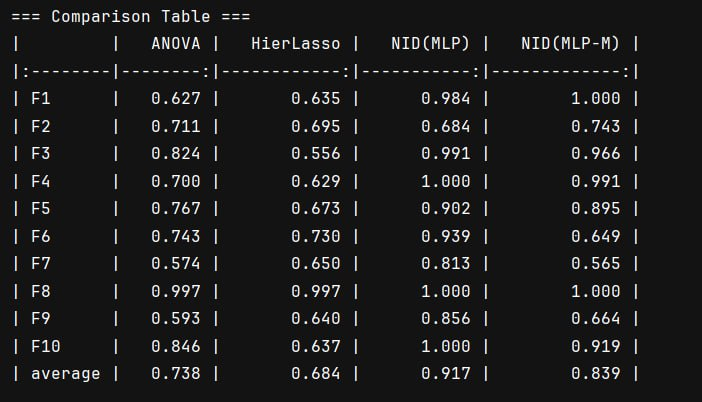 === Comparison Table ===
|         |   ANOVA |   HierLasso |   NID(MLP) |   NID(MLP-M) |
|:--------|--------:|------------:|-----------:|-------------:|
| F1      |   0.627 |       0.635 |      0.984 |        1.000 |
| F2      |   0.711 |       0.695 |      0.684 |        0.743 |
| F3      |   0.824 |       0.556 |      0.991 |        0.966 |
| F4      |   0.700 |       0.629 |      1.000 |        0.991 |
| F5      |   0.767 |       0.673 |      0.902 |        0.895 |
| F6      |   0.743 |       0.730 |      0.939 |        0.649 |
| F7      |   0.574 |       0.650 |      0.813 |        0.565 |
| F8      |   0.997 |       0.997 |      1.000 |        1.000 |
| F9      |   0.593 |       0.640 |      0.856 |        0.664 |
| F10     |   0.846 |       0.637 |      1.000 |        0.919 |
| average |   0.738 |       0.684 |      0.917 |        0.839 |